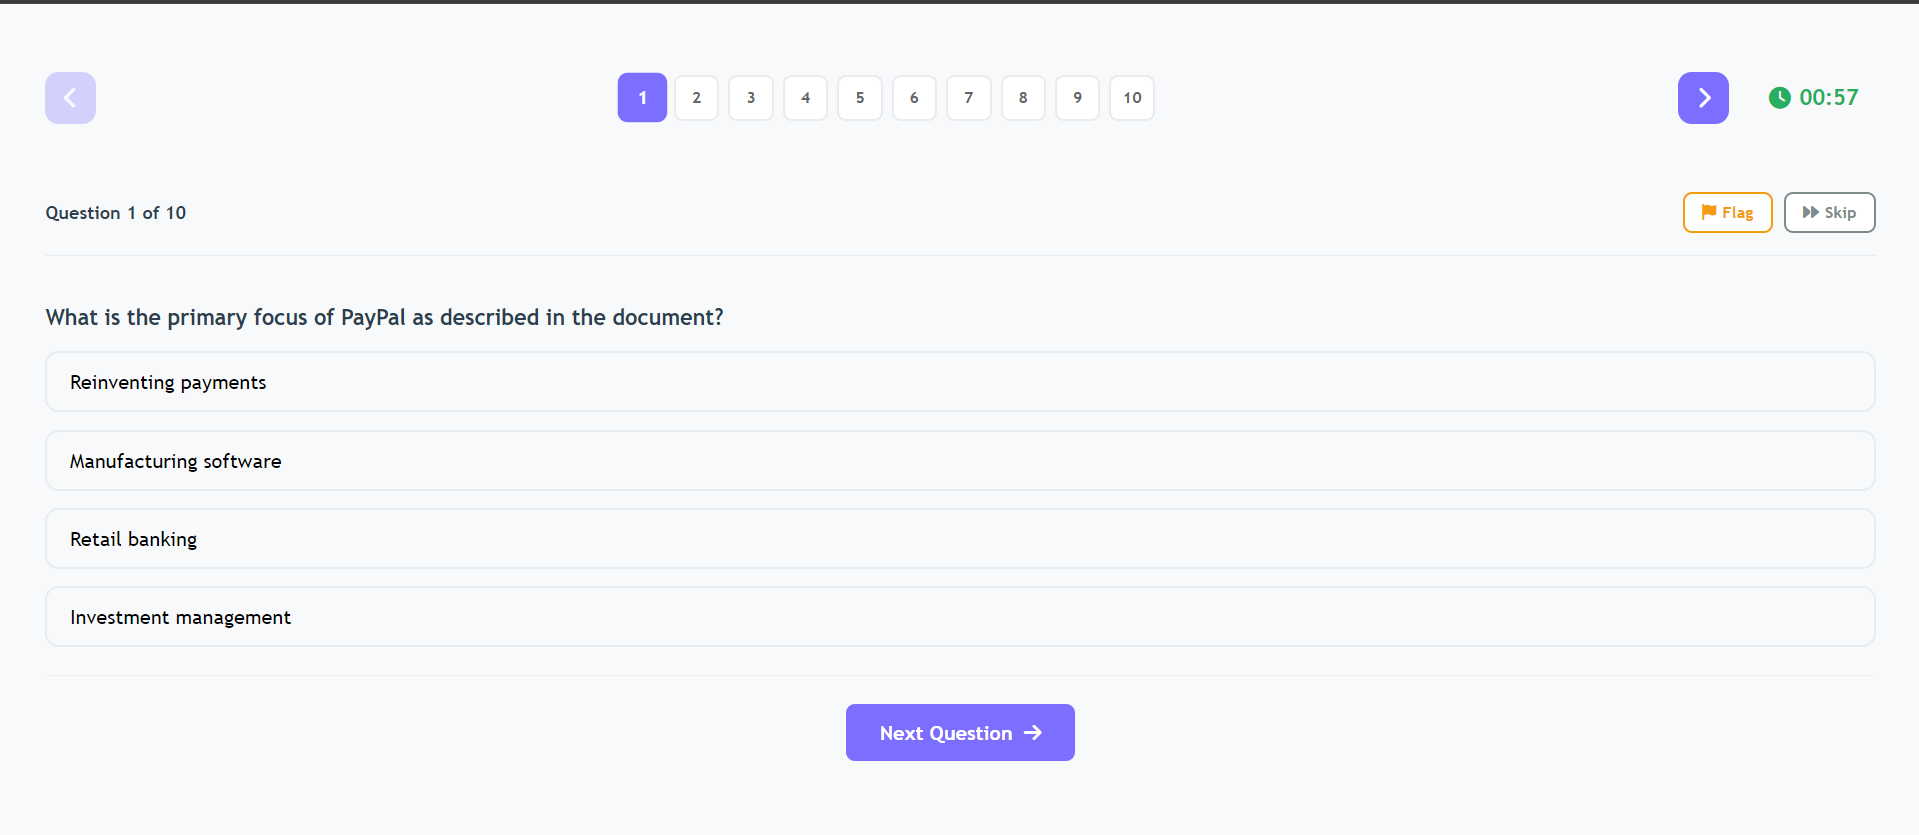 1 2 3 4 5 6 7 8 9 10 00:57
Question 1 of 10 Flag Skip
What is the primary focus of PayPal as described in the document?
Reinventing payments
Manufacturing software
Retail banking
Investment management
Next Question